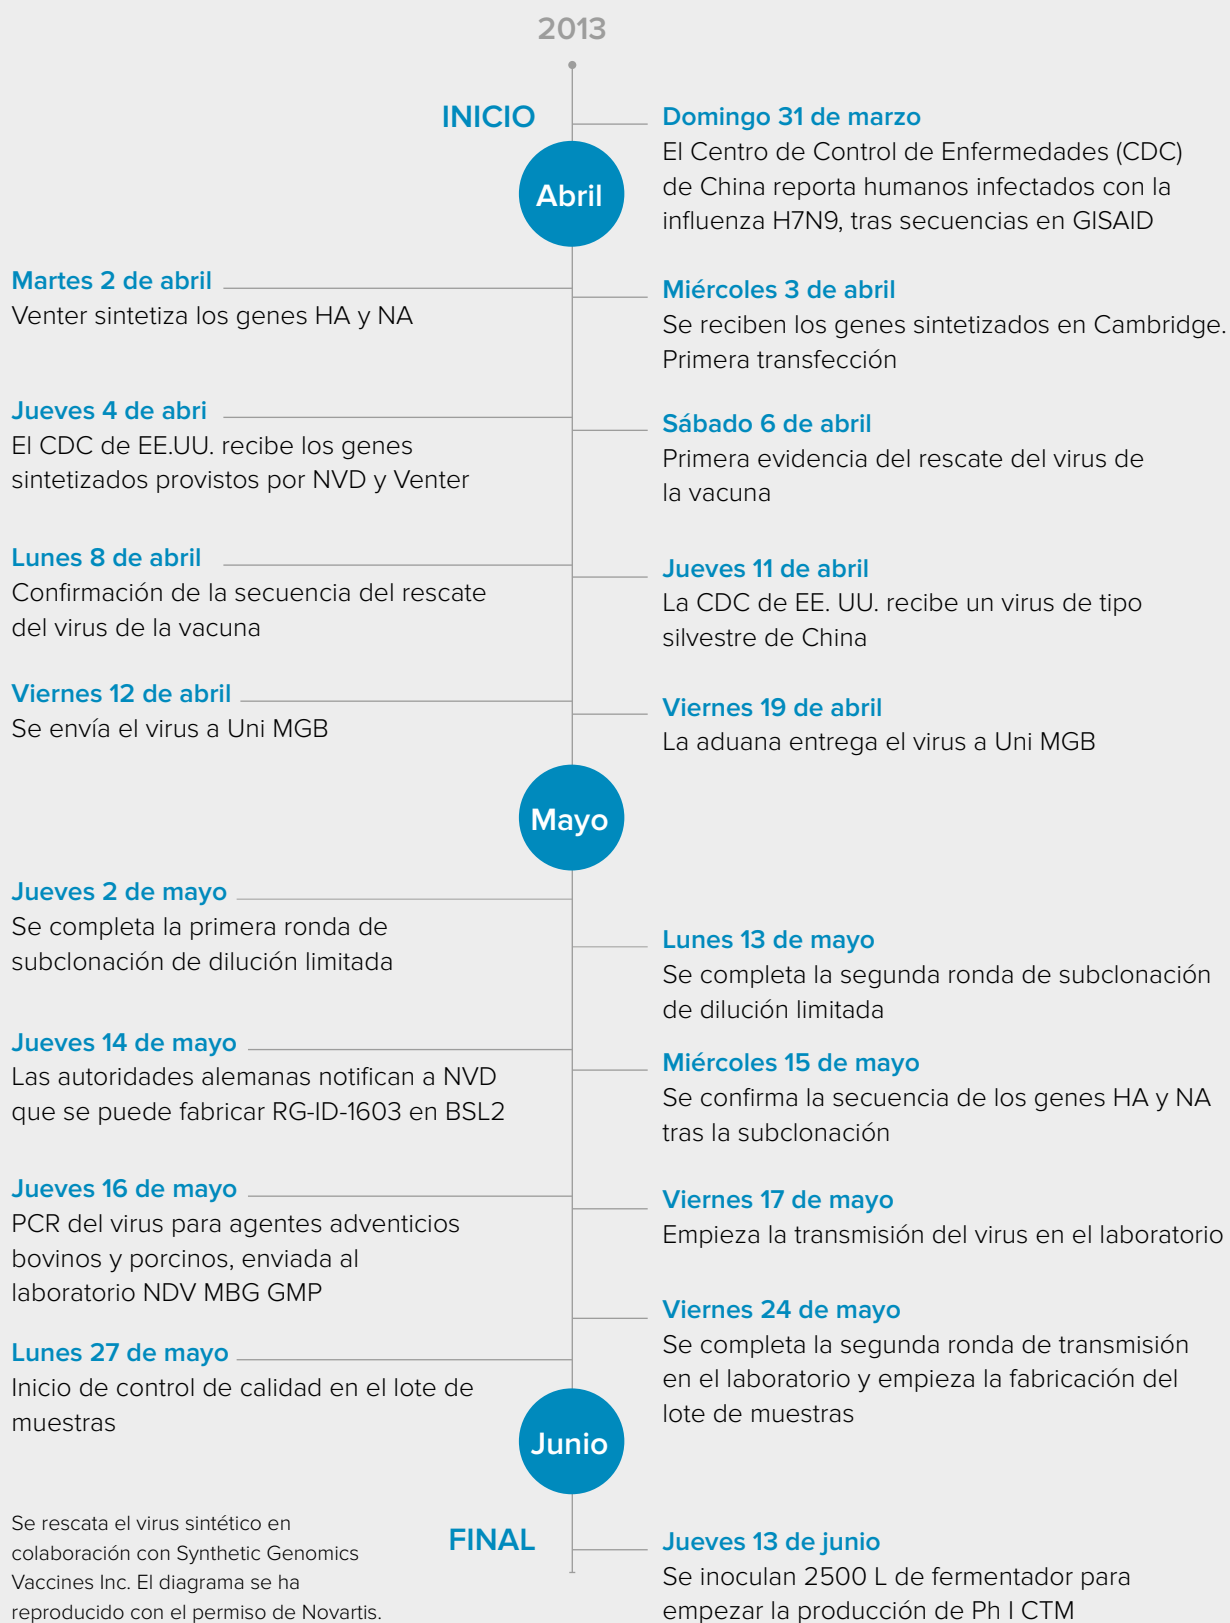 2013
INICIO
Domingo 31 de marzo
El Centro de Control de Enfermedades (CDC)
de China reporta humanos infectados con la
influenza H7N9, tras secuencias en GISAID
Abril
Martes 2 de abril
Venter sintetiza los genes HA y NA
Miércoles 3 de abril
Se reciben los genes sintetizados en Cambridge.
Primera transfección
Jueves 4 de abri
El CDC de EE.UU. recibe los genes
sintetizados provistos por NVD y Venter
Sábado 6 de abril
Primera evidencia del rescate del virus de
la vacuna
Lunes 8 de abril
Confirmación de la secuencia del rescate
del virus de la vacuna
Jueves 11 de abril
La CDC de EE. UU. recibe un virus de tipo
silvestre de China
Viernes 12 de abril
Se envía el virus a Uni MGB
Viernes 19 de abril
La aduana entrega el virus a Uni MGB
Mayo
Jueves 2 de mayo
Se completa la primera ronda de
subclonación de dilución limitada
Lunes 13 de mayo
Se completa la segunda ronda de subclonación
de dilución limitada
Jueves 14 de mayo
Las autoridades alemanas notifican a NVD
que se puede fabricar RG-ID-1603 en BSL2
Miércoles 15 de mayo
Se confirma la secuencia de los genes HA y NA
tras la subclonación
Jueves 16 de mayo
PCR del virus para agentes adventicios
bovinos y porcinos, enviada al
laboratorio NDV MBG GMP
Viernes 17 de mayo
Empieza la transmisión del virus en el laboratorio
Viernes 24 de mayo
Se completa la segunda ronda de transmisión
en el laboratorio y empieza la fabricación del
lote de muestras
Lunes 27 de mayo
Inicio de control de calidad en el lote de
muestras
Junio
Se rescata el virus sintético en
colaboración con Synthetic Genomics
Vaccines Inc. El diagrama se ha
reproducido con el permiso de Novartis.
FINAL
Jueves 13 de junio
Se inoculan 2500 L de fermentador para
empezar la producción de Ph I CTM